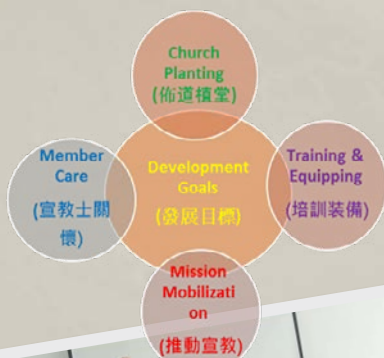 Church
Planting
(佈道植堂)
Member
Care
(宣教士關
懷)
Development
Goals
(發展目標)
Training &
Equipping
(培訓裝備)
Mission
Mobilizati
on
(推動宣教)